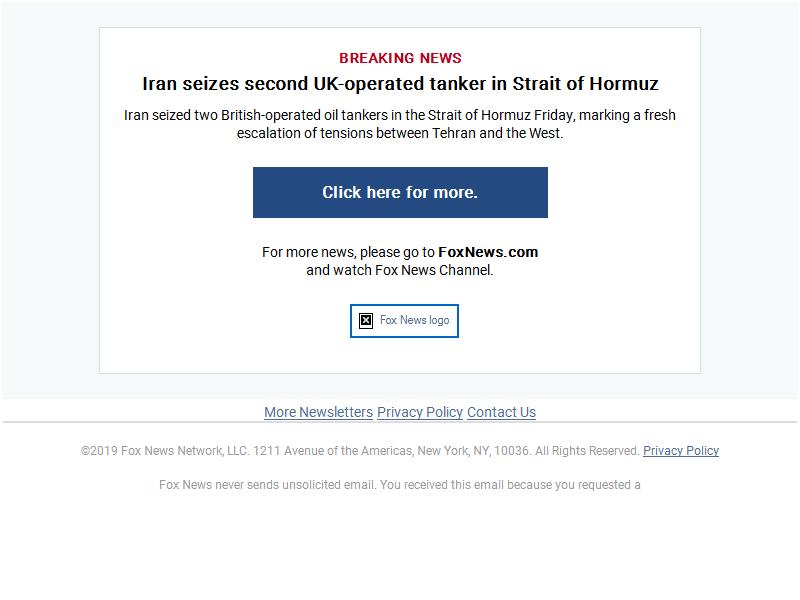 BREAKING NEWS
Iran seizes second UK-operated tanker in Strait of Hormuz
Iran seized two British-operated oil tankers in the Strait of Hormuz Friday, marking a fresh
escalation of tensions between Tehran and the West.
Click here for more.
For more news, please go to FoxNews.com
and watch Fox News Channel.
Fox News logo
More Newsletters Privacy Policy Contact Us
©2019 Fox News Network, LLC. 1211 Avenue of the Americas, New York, NY, 10036. All Rights Reserved. Privacy Policy
Fox News never sends unsolicited email. You received this email because you requested a